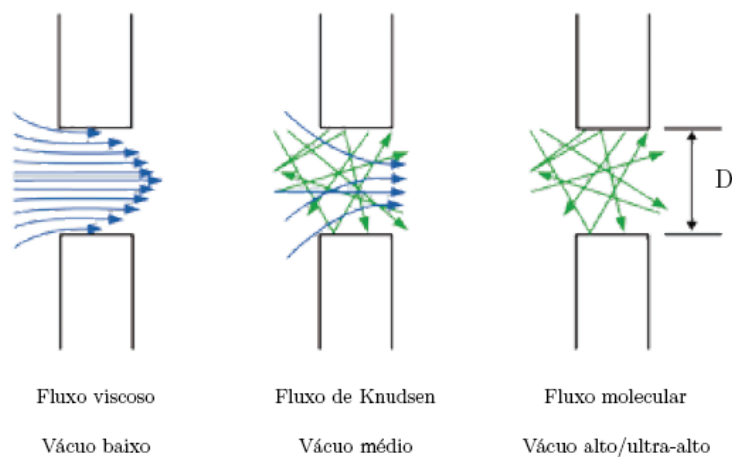 D
Fluxo viscoso
Fluxo de Knudsen
Fluxo molecular
Vácuo baixo
Vácuo médio
Vácuo alto/ultra-alto